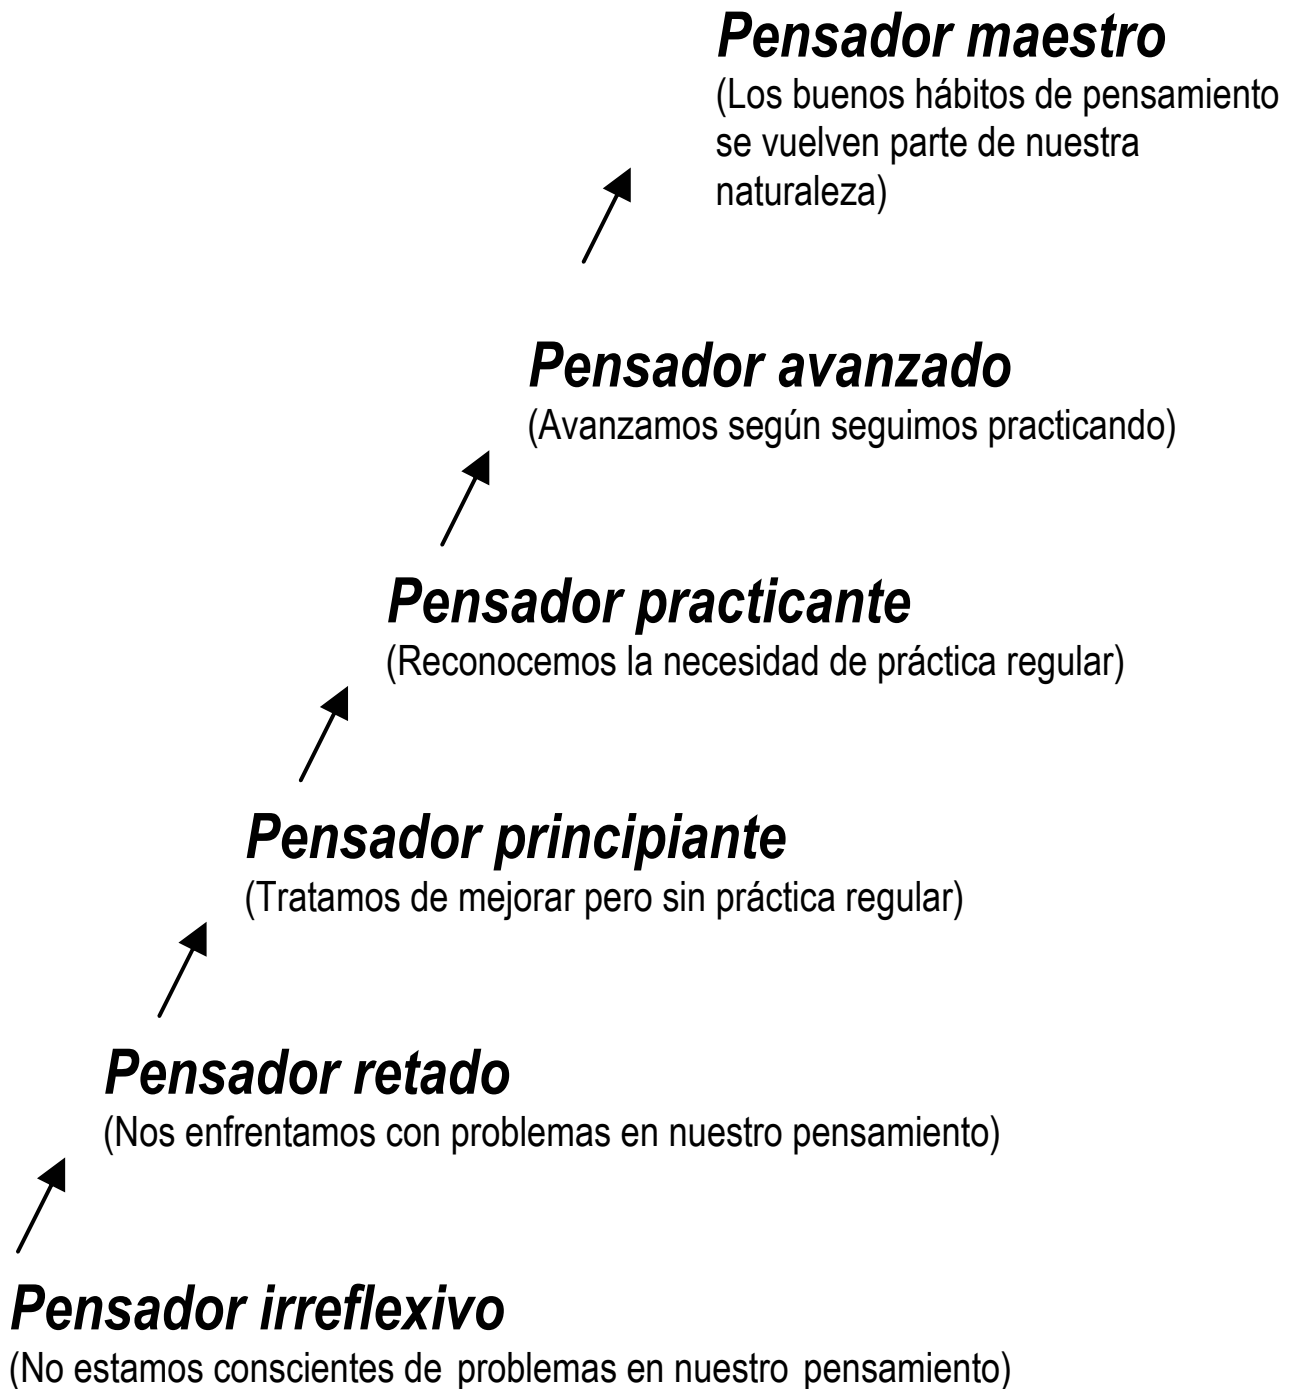 Pensador maestro
(Los buenos hábitos de pensamiento
se vuelven parte de nuestra
naturaleza)
Pensador avanzado
(Avanzamos según seguimos practicando)
Pensador practicante
(Reconocemos la necesidad de práctica regular)
Pensador principiante
(Tratamos de mejorar pero sin práctica regular)
Pensador retado
(Nos enfrentamos con problemas en nuestro pensamiento)
Pensador irreflexivo
(No estamos conscientes de problemas en nuestro pensamiento)